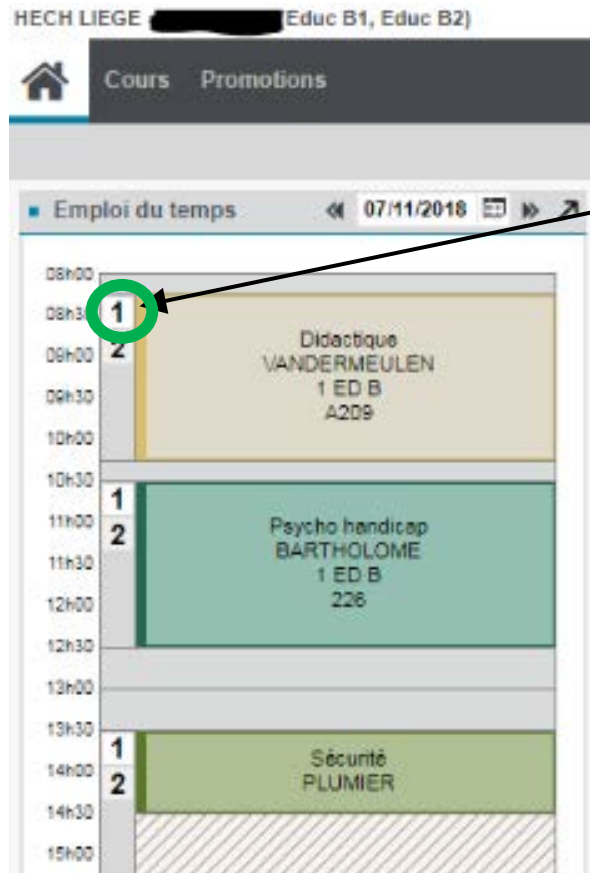 HECH LIEGE Educ B1, Educ B2)
Cours Promotions
Emploi du temps 07/11/2018
08h00
08h30 1
09h00 2
Didactique
VANDERMEULEN
1 ED B
A209
09h30
10h00
10h30
1
11h00 2
Psycho handicap
BARTHOLOME
1 ED B
226
11h30
12h00
12h30
13h00
13h30
1
14h00 2
Sécurité
PLUMIER
14h30
15h00